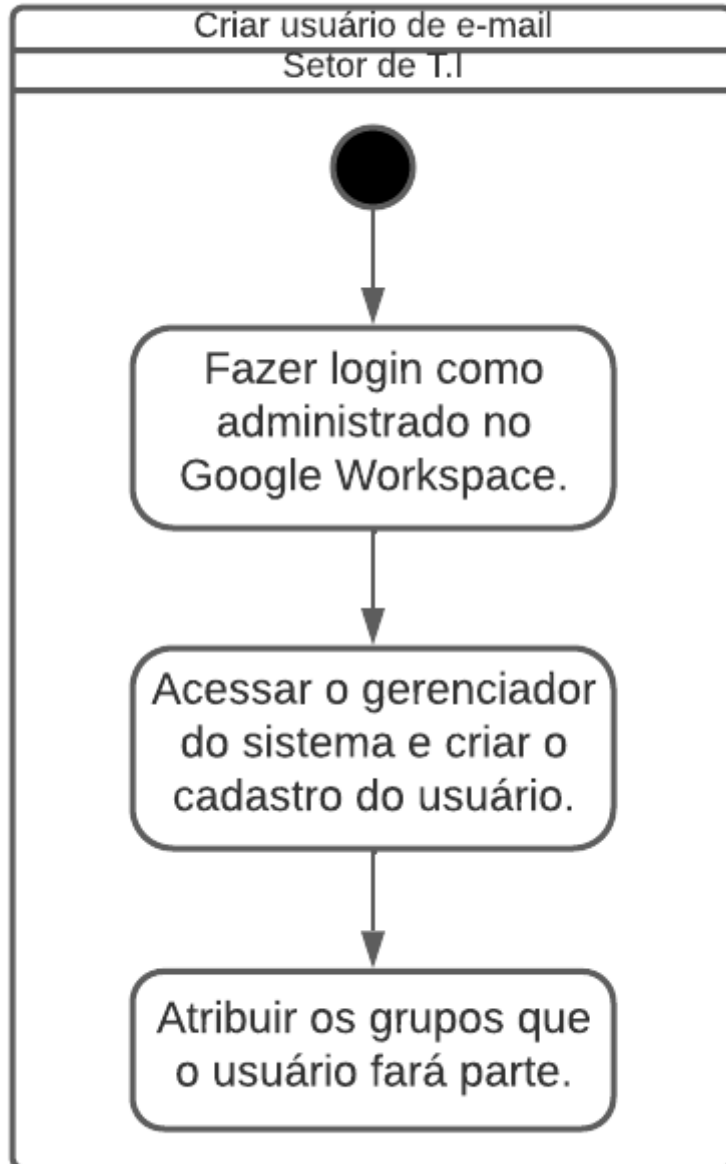 Criar usuário de e-mail
Setor de T.I
Fazer login como
administrado no
Google Workspace.
Acessar o gerenciador
do sistema e criar o
cadastro do usuário.
Atribuir os grupos que
o usuário fará parte.